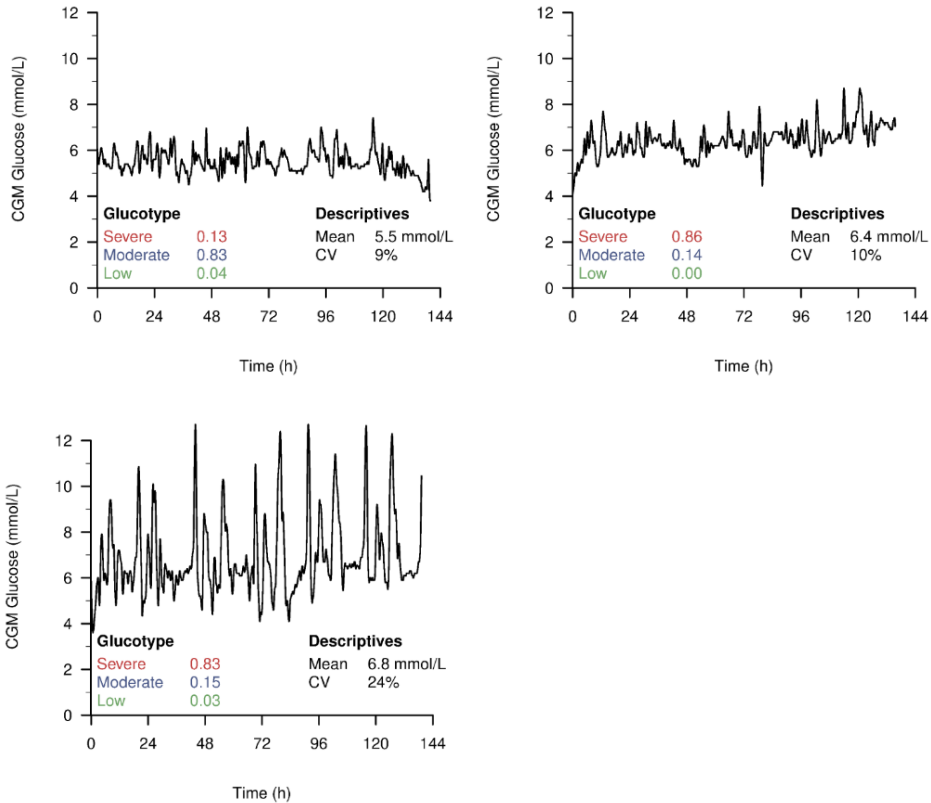 CGM Glucose (mmol/L)
12
10
8
6
4
2
0
Glucotype
Severe 0.13
Moderate 0.83
Low 0.04
Descriptives
Mean 5.5 mmol/L
CV 9%
0 24 48 72 96 120 144
Time (h)
CGM Glucose (mmol/L)
12
10
8
6
4
2
0
Glucotype
Severe 0.86
Moderate 0.14
Low 0.00
Descriptives
Mean 6.4 mmol/L
CV 10%
0 24 48 72 96 120 144
Time (h)
CGM Glucose (mmol/L)
12
10
8
6
4
2
0
Glucotype
Severe 0.83
Moderate 0.15
Low 0.03
Descriptives
Mean 6.8 mmol/L
CV 24%
0 24 48 72 96 120 144
Time (h)